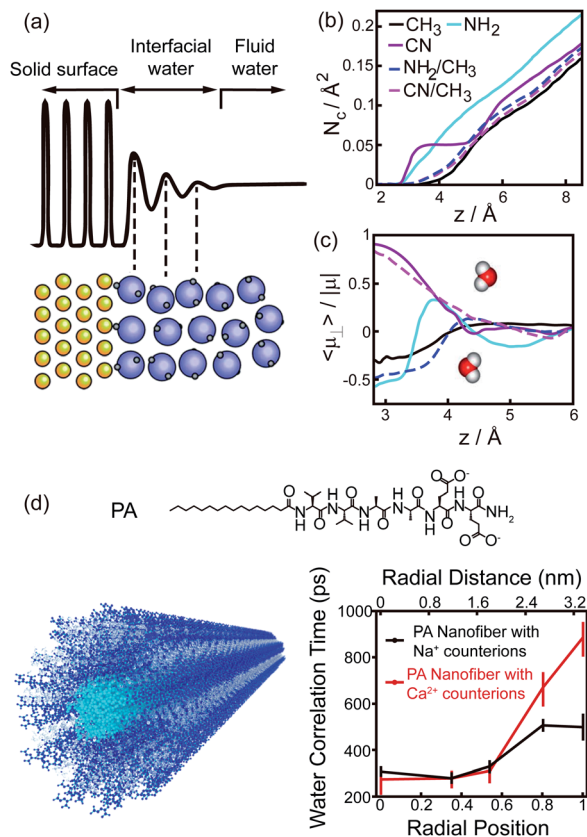 (a)
Interfacial Fluid
Solid surface water water
(b)
CH3 NH2
CN
NH2/CH3
CN/CH3
Nc / Å2
0.2
0.15
0.1
0.05
0
2 4 6 8
z / Å
(c)
<μ⊥> / |μ|
1
0.5
0
-0.5
3 4 5 6
z / Å
(d)
PA
O H O H O H O O- O
N N N N N N NH2
H O H O H O
O O-
Radial Distance (nm)
0 0.6 1.2 1.8 2.4 3.2
Water Correlation Time (ps)
1000
800
600
400
200
PA Nanofiber with
Na+ counterions
PA Nanofiber with
Ca2+ counterions
0 0.2 0.4 0.6 0.8 1
Radial Position